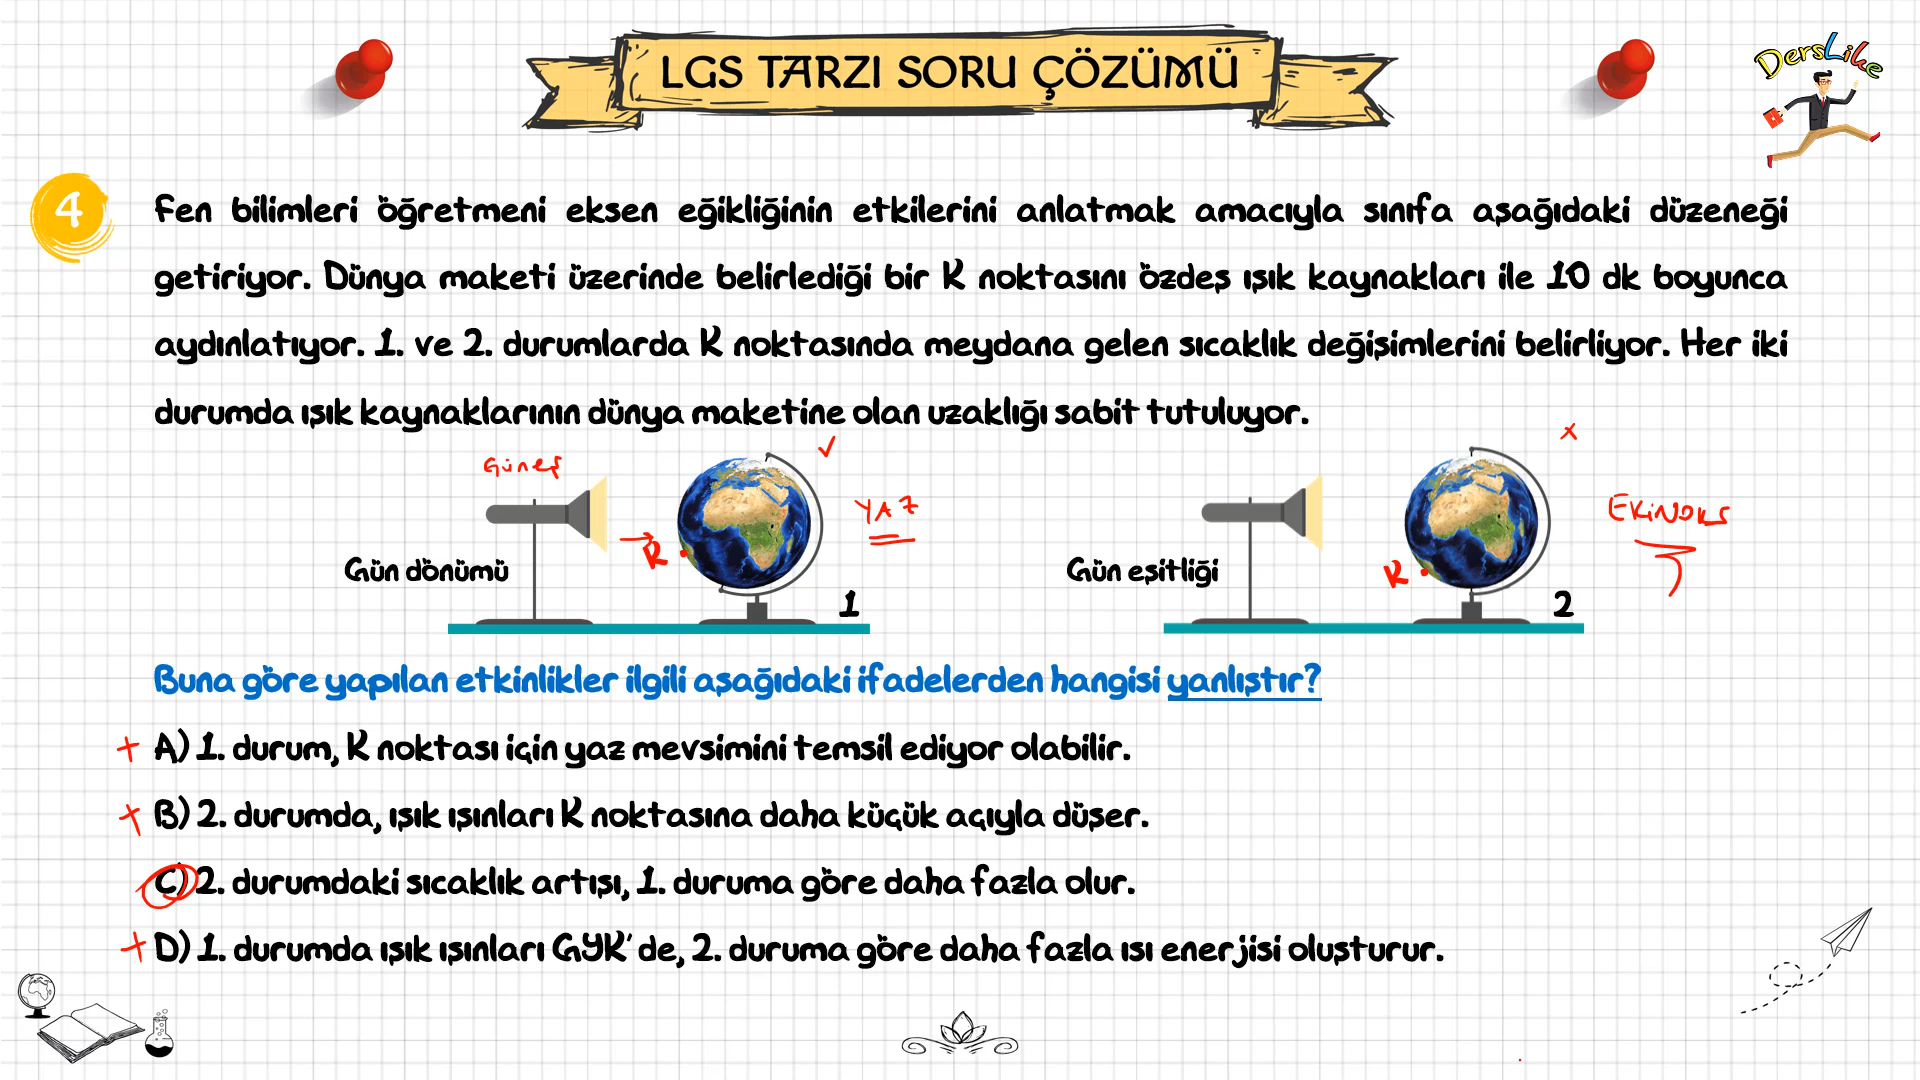 LGS TARZI SORU ÇÖZÜMÜ
DersLike
4
Fen bilimleri öğretmeni eksen eğikliğinin etkilerini anlatmak amacıyla sınıfa aşağıdaki düzeneği
getiriyor. Dünya maketi üzerinde belirlediği bir K noktasını özdeş ışık kaynakları ile 10 dk boyunca
aydınlatıyor. 1. ve 2. durumlarda K noktasında meydana gelen sıcaklık değişimlerini belirliyor. Her iki
durumda ışık kaynaklarının dünya maketine olan uzaklığı sabit tutuluyor.
Güneş
YAZ
K
Gün dönümü
1
EKİNOKS
K
Gün eşitliği
2
Buna göre yapılan etkinlikler ilgili aşağıdaki ifadelerden hangisi yanlıştır?
A) 1. durum, K noktası için yaz mevsimini temsil ediyor olabilir.
B) 2. durumda, ışık ışınları K noktasına daha küçük açıyla düşer.
C) 2. durumdaki sıcaklık artışı, 1. duruma göre daha fazla olur.
D) 1. durumda ışık ışınları GYK' de, 2. duruma göre daha fazla ısı enerjisi oluşturur.